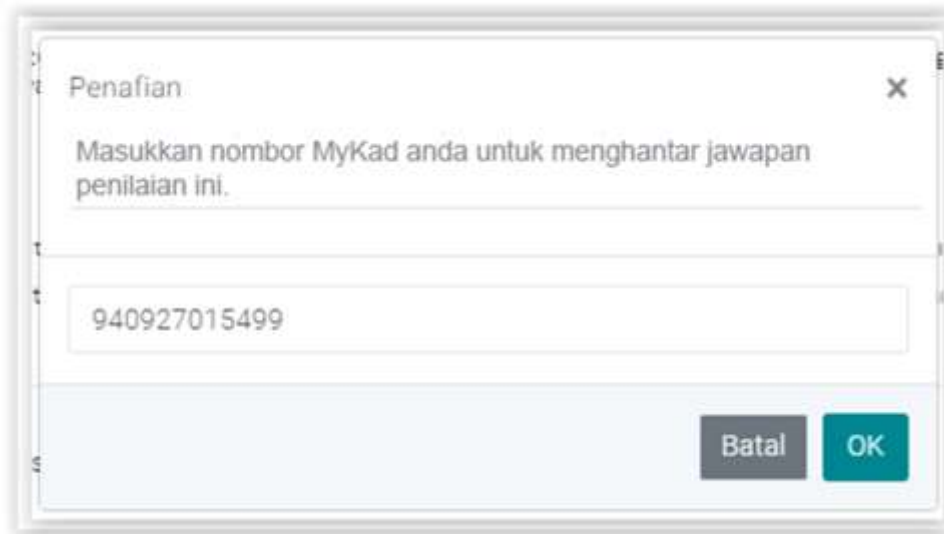 Penafian
×
Masukkan nombor MyKad anda untuk menghantar jawapan
penilaian ini.
940927015499
Batal OK